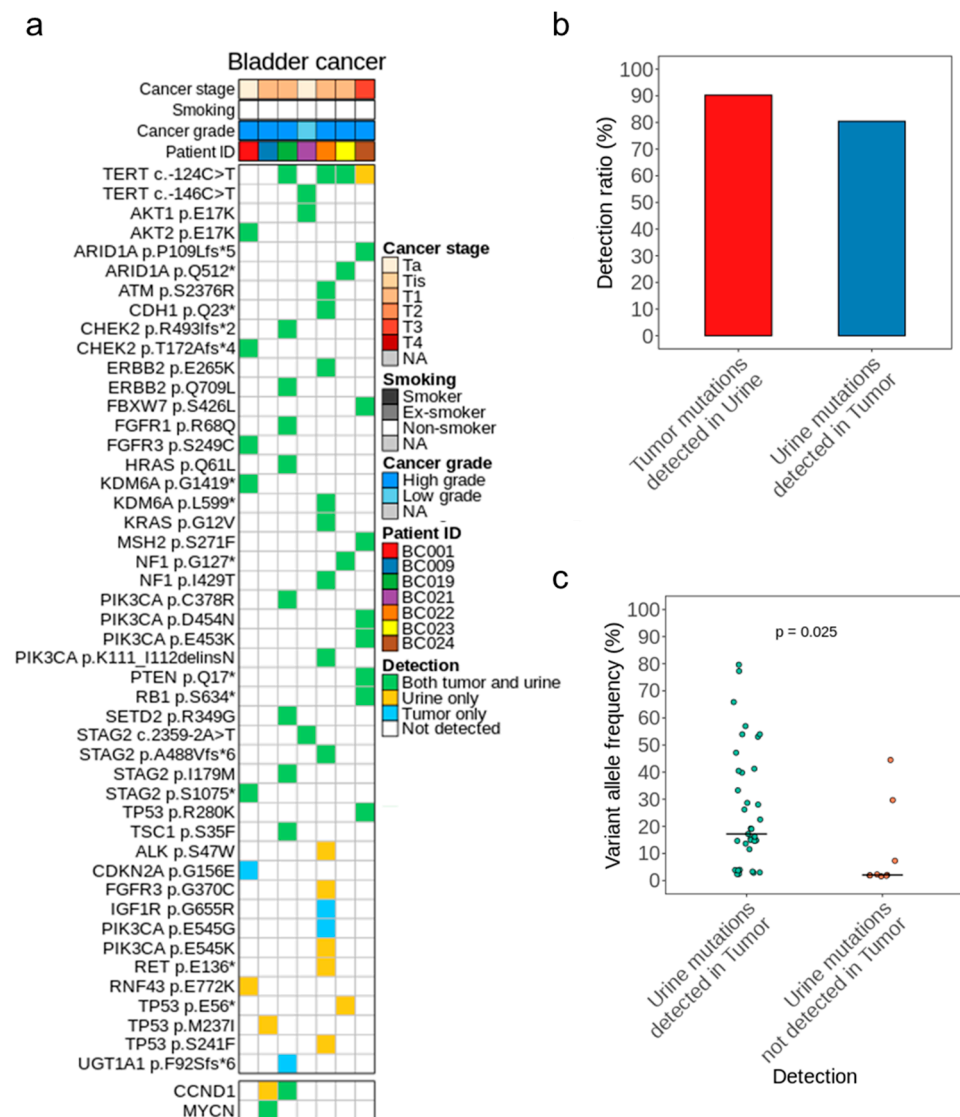 a
Bladder cancer
Cancer stage
Smoking
Cancer grade
Patient ID
TERT c.-124C>T
TERT c.-146C>T
AKT1 p.E17K
AKT2 p.E17K
ARID1A p.P109Lfs*5
ARID1A p.Q512*
ATM p.S2376R
CDH1 p.Q23*
CHEK2 p.R493lfs*2
CHEK2 p.T172Afs*4
ERBB2 p.E265K
ERBB2 p.Q709L
FBXW7 p.S426L
FGFR1 p.R68Q
FGFR3 p.S249C
HRAS p.Q61L
KDM6A p.G1419*
KDM6A p.L599*
KRAS p.G12V
MSH2 p.S271F
NF1 p.G127*
NF1 p.I429T
PIK3CA p.C378R
PIK3CA p.D454N
PIK3CA p.E453K
PIK3CA p.K111_I112delinsN
PTEN p.Q17*
RB1 p.S634*
SETD2 p.R349G
STAG2 c.2359-2A>T
STAG2 p.A488Vfs*6
STAG2 p.I179M
STAG2 p.S1075*
TP53 p.R280K
TSC1 p.S35F
ALK p.S47W
CDKN2A p.G156E
FGFR3 p.G370C
IGF1R p.G655R
PIK3CA p.E545G
PIK3CA p.E545K
RET p.E136*
RNF43 p.E772K
TP53 p.E56*
TP53 p.M237I
TP53 p.S241F
UGT1A1 p.F92Sfs*6
CCND1
MYCN
Cancer stage
Ta
Tis
T1
T2
T3
T4
NA
Smoking
Smoker
Ex-smoker
Non-smoker
NA
Cancer grade
High grade
Low grade
NA
Patient ID
BC001
BC009
BC019
BC021
BC022
BC023
BC024
Detection
Both tumor and urine
Urine only
Tumor only
Not detected
b
Detection ratio (%)
100
90
80
70
60
50
40
30
20
10
0
Tumor mutations
detected in Urine
Urine mutations
detected in Tumor
c
Variant allele frequency (%)
100
90
80
70
60
50
40
30
20
10
0
p = 0.025
Urine mutations
detected in Tumor
Urine mutations
not detected in Tumor
Detection